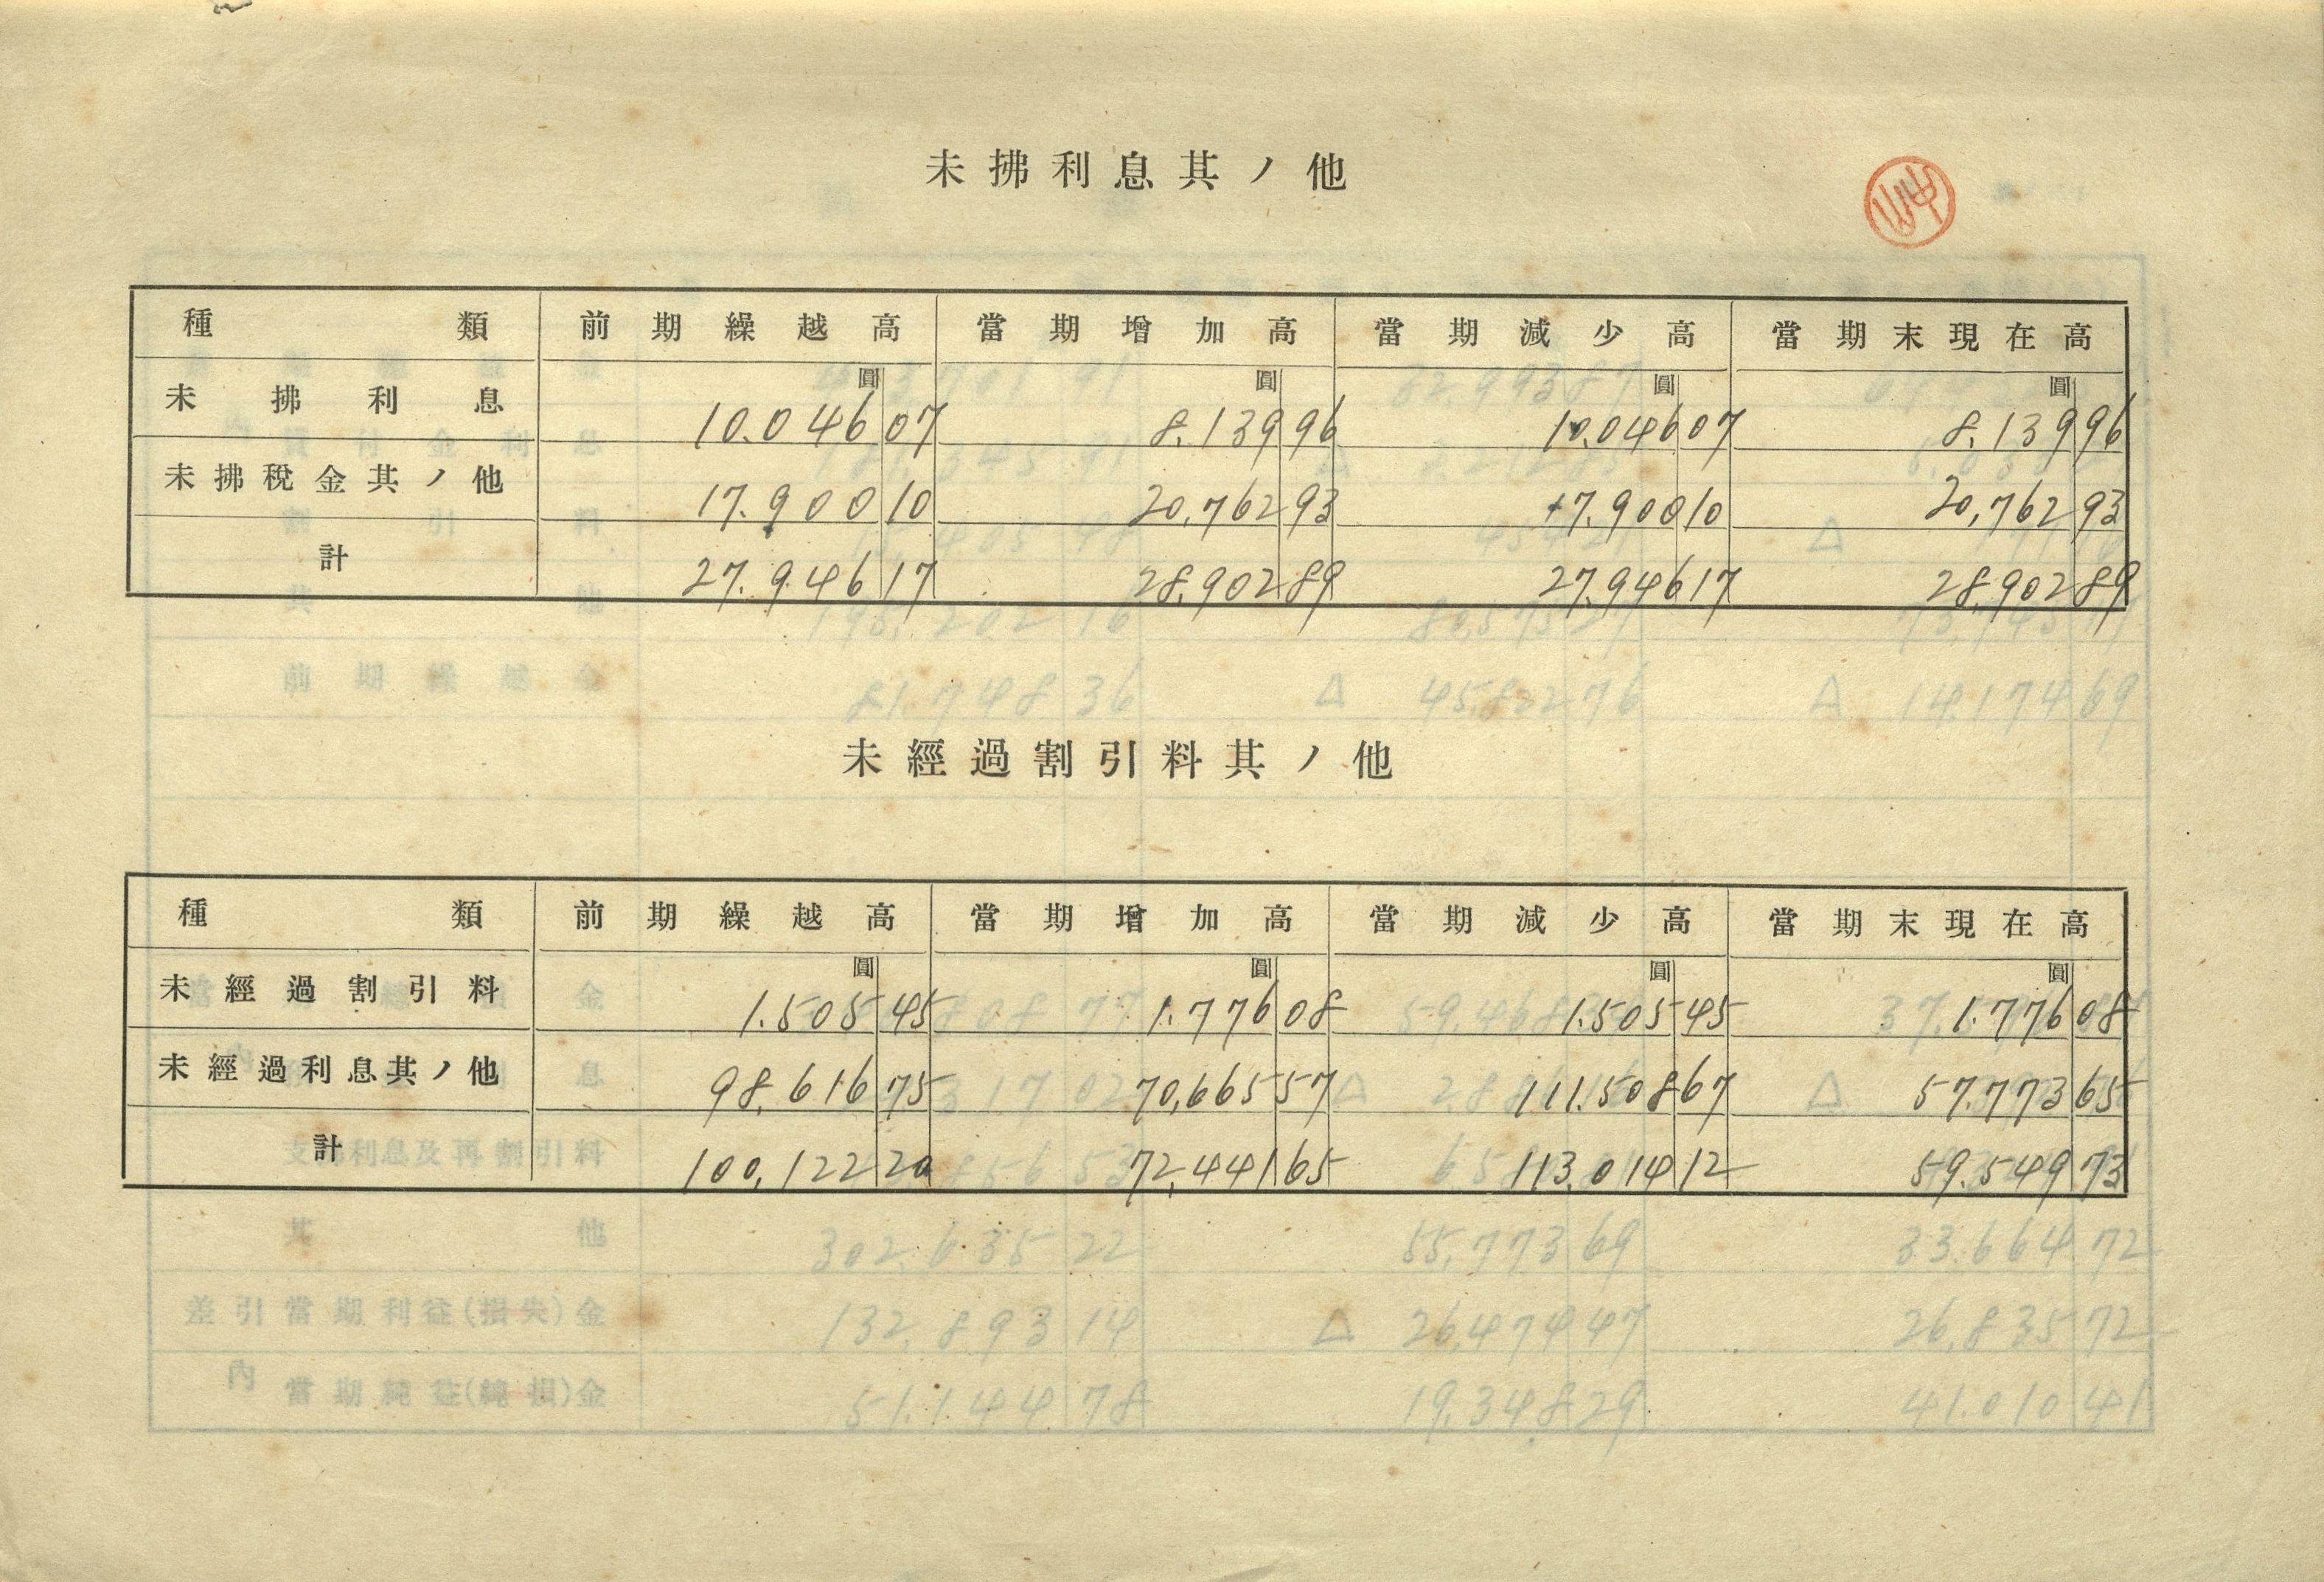 未拂利息其ノ他
種類 前期繰越高 當期增加高 當期減少高 當期末現在高
圓 圓 圓 圓
未拂利息 10.046 07 8.139 96 10.046 07 8.139 96
未拂稅金其ノ他 17.900 10 20,762 93 17.900 10 20,762 93
計 27.946 17 28.902 89 27.946 17 28.902 89
未經過割引料其ノ他
種類 前期繰越高 當期增加高 當期減少高 當期末現在高
圓 圓 圓 圓
未經過割引料 1.505 45 1.776 08 1.505 45 1.776 08
未經過利息其ノ他 98.616 75 70,665 57 111.508 67 57.773 65
計 100,122 20 72,441 65 113.014 12 59.549 73